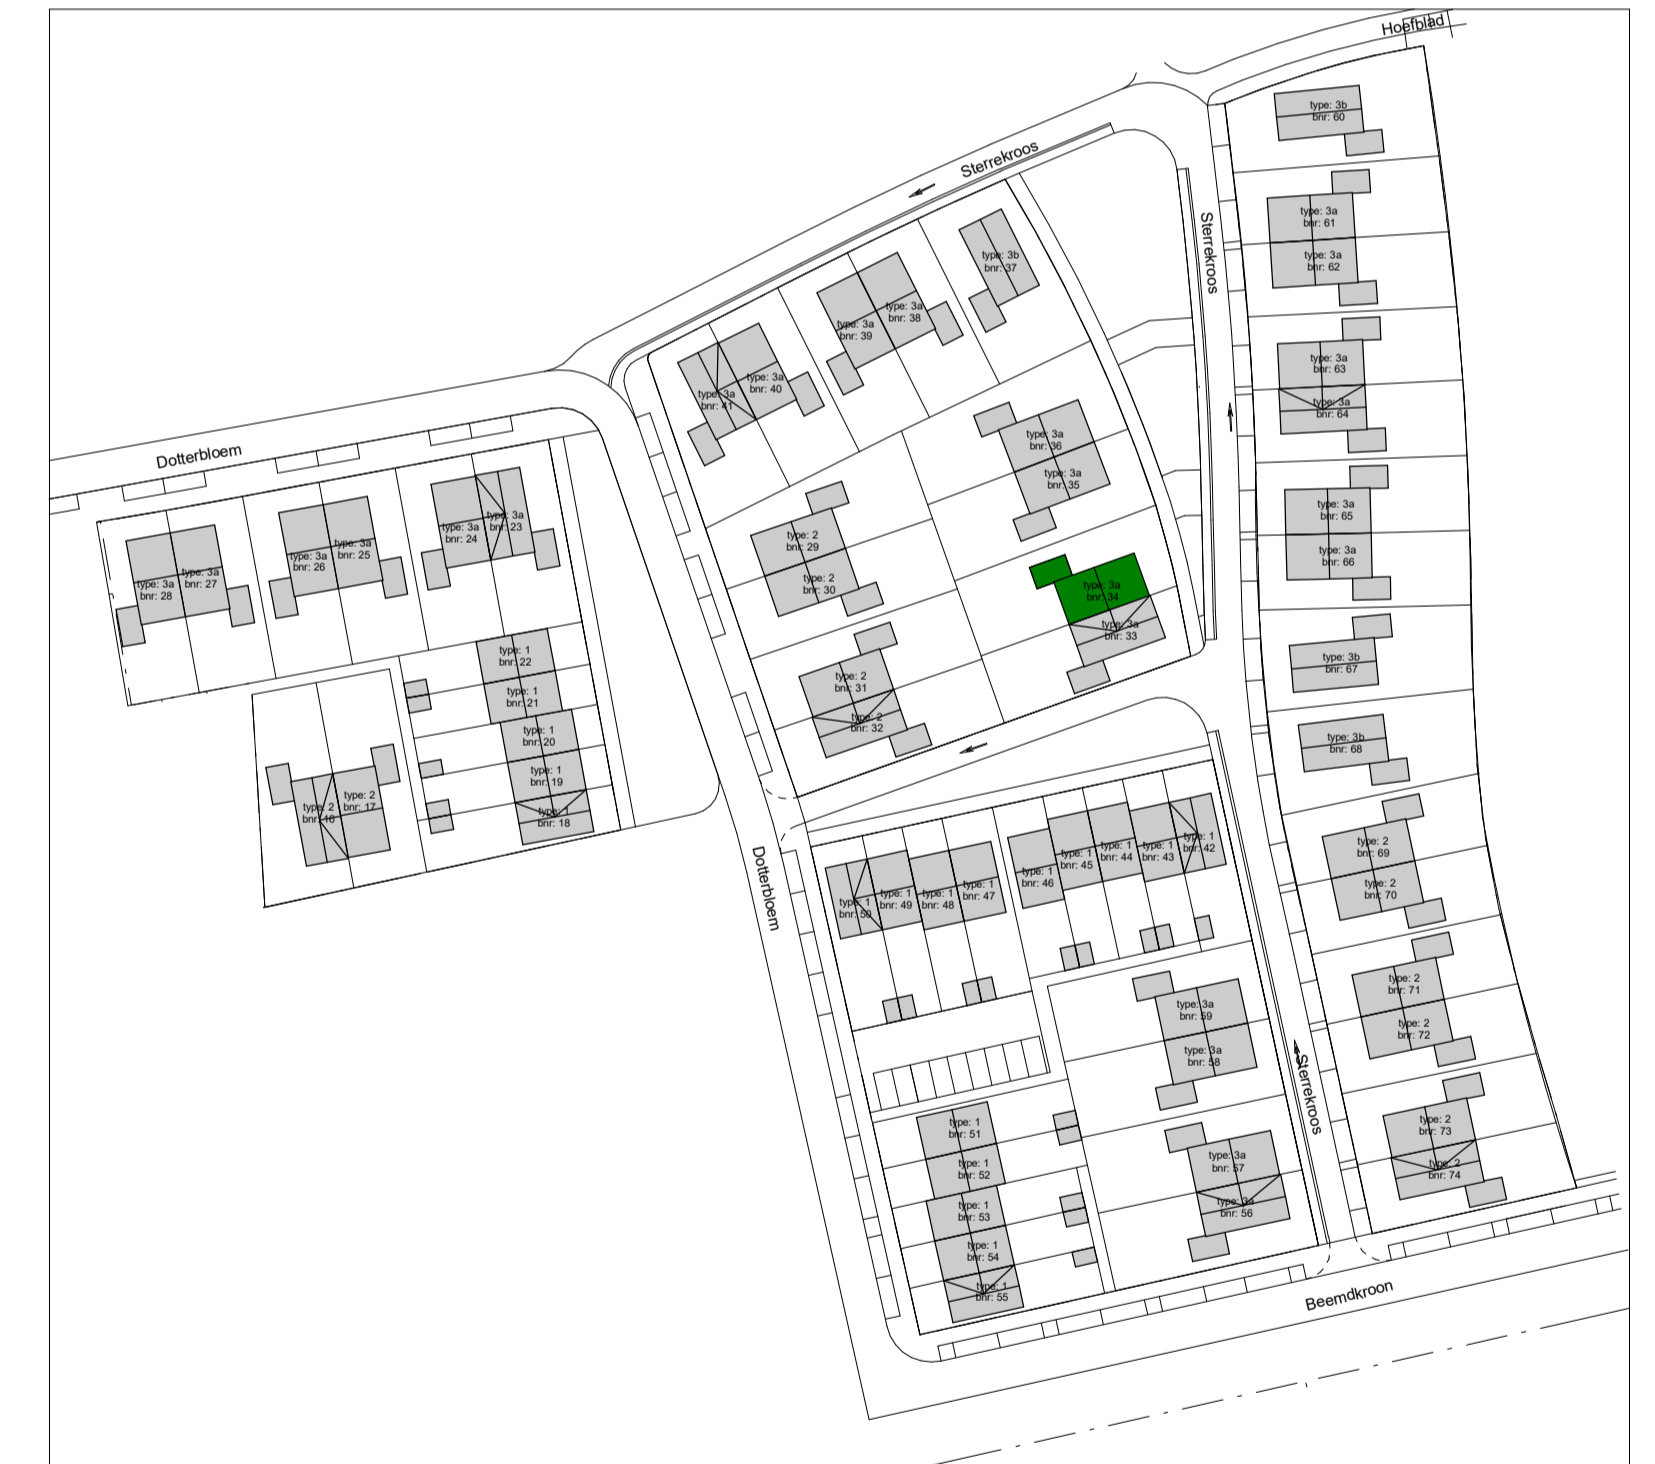 Hoefblad
Sterrekroos
Sterrekroos
Dotterbloem
Dotterbloem
Sterrekroos
Beemdkroon
type: 3b
bnr: 60
type: 3a
bnr: 61
type: 3a
bnr: 62
type: 3a
bnr: 63
type: 3a
bnr: 64
type: 3a
bnr: 65
type: 3a
bnr: 66
type: 3b
bnr: 67
type: 3b
bnr: 68
type: 2
bnr: 69
type: 2
bnr: 70
type: 2
bnr: 71
type: 2
bnr: 72
type: 2
bnr: 73
type: 2
bnr: 74
type: 3b
bnr: 37
type: 3a
bnr: 38
type: 3a
bnr: 39
type: 3a
bnr: 40
type: 3a
bnr: 41
type: 3a
bnr: 36
type: 3a
bnr: 35
type: 3a
bnr: 34
type: 3a
bnr: 33
type: 2
bnr: 29
type: 2
bnr: 30
type: 2
bnr: 31
type: 2
bnr: 32
type: 3a
bnr: 23
type: 3a
bnr: 24
type: 3a
bnr: 25
type: 3a
bnr: 26
type: 3a
bnr: 27
type: 3a
bnr: 28
type: 1
bnr: 22
type: 1
bnr: 21
type: 1
bnr: 20
type: 1
bnr: 19
type: 1
bnr: 18
type: 2
bnr: 17
type: 2
bnr: 16
type: 1
bnr: 42
type: 1
bnr: 43
type: 1
bnr: 44
type: 1
bnr: 45
type: 1
bnr: 46
type: 1
bnr: 47
type: 1
bnr: 48
type: 1
bnr: 49
type: 1
bnr: 50
type: 3a
bnr: 59
type: 3a
bnr: 58
type: 3a
bnr: 57
type: 3a
bnr: 56
type: 1
bnr: 51
type: 1
bnr: 52
type: 1
bnr: 53
type: 1
bnr: 54
type: 1
bnr: 55